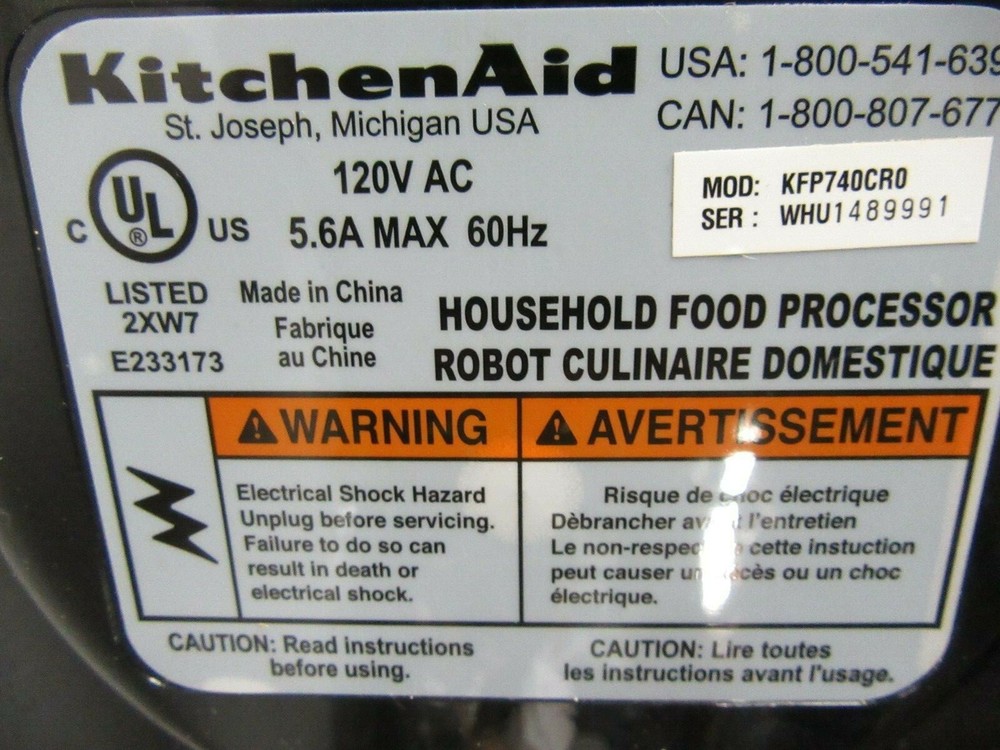 KitchenAid
St. Joseph, Michigan USA
USA: 1-800-541-639
CAN: 1-800-807-677
C UL ® US
120V AC
5.6A MAX 60Hz
MOD: KFP740CR0
SER : WHU1489991
LISTED
2XW7
E233173
Made in China
Fabrique
au Chine
HOUSEHOLD FOOD PROCESSOR
ROBOT CULINAIRE DOMESTIQUE
WARNING
Electrical Shock Hazard
Unplug before servicing.
Failure to do so can
result in death or
electrical shock.
AVERTISSEMENT
Risque de choc électrique
Dèbrancher l'entretien
Le cette instuction
peut causer ou un choc
électrique.
CAUTION: Read instructions
before using.
CAUTION: Lire toutes
les instructions avant l'usage.